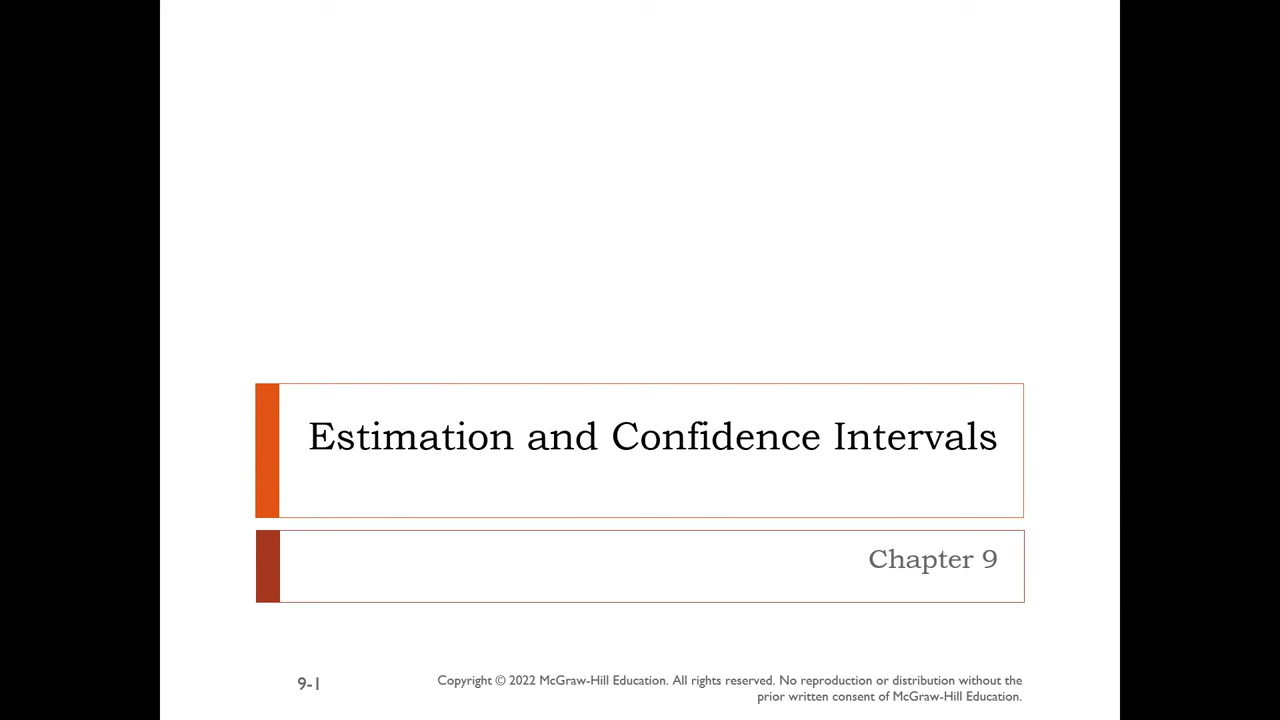 Estimation and Confidence Intervals
Chapter 9
9-1
Copyright © 2022 McGraw-Hill Education. All rights reserved. No reproduction or distribution without the
prior written consent of McGraw-Hill Education.